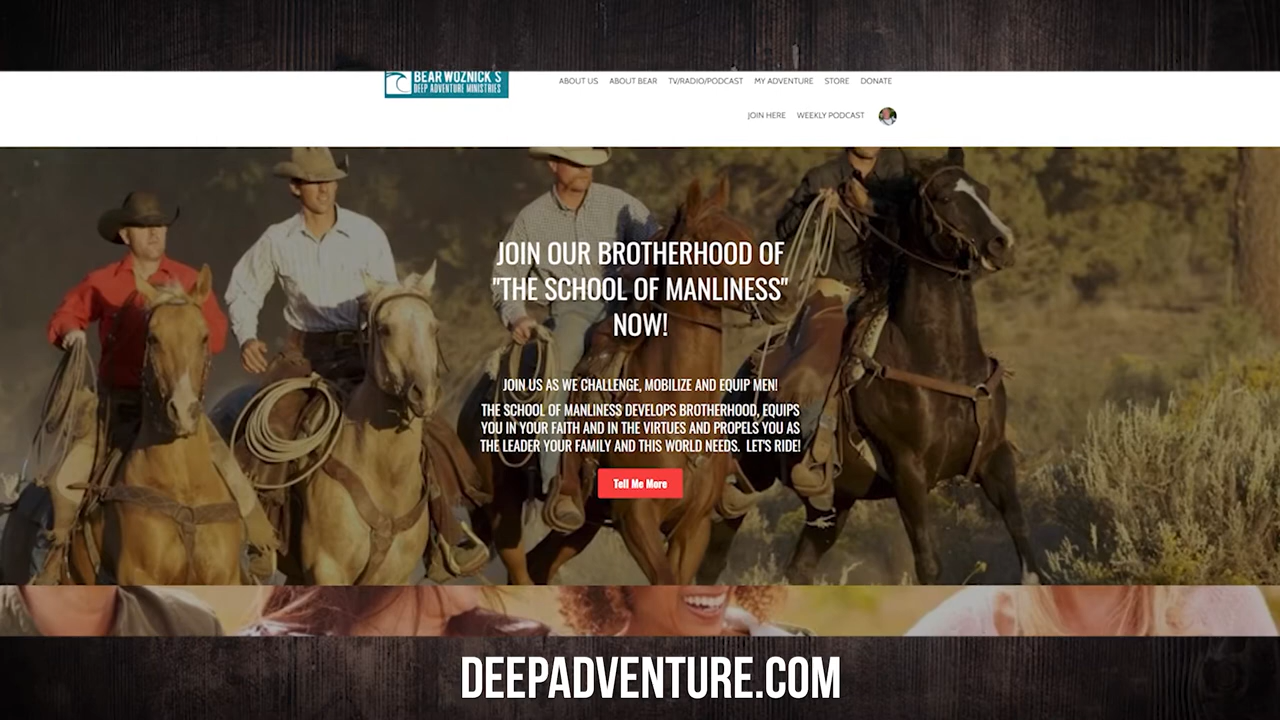 BEAR WOZNICK'S
DEEP ADVENTURE MINISTRIES
ABOUT US ABOUT BEAR TV/RADIO/PODCAST MY ADVENTURE STORE DONATE
JOIN HERE WEEKLY PODCAST
JOIN OUR BROTHERHOOD OF
"THE SCHOOL OF MANLINESS"
NOW!
JOIN US AS WE CHALLENGE, MOBILIZE AND EQUIP MEN!
THE SCHOOL OF MANLINESS DEVELOPS BROTHERHOOD, EQUIPS
YOU IN YOUR FAITH AND IN THE VIRTUES AND PROPELS YOU AS
THE LEADER YOUR FAMILY AND THIS WORLD NEEDS. LET'S RIDE!
Tell Me More
DEEPADVENTURE.COM